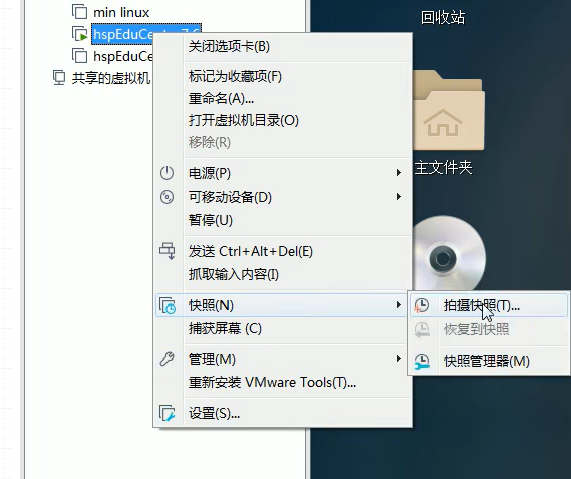 min linux
hspEduCe
hspEduCe
共享的虚拟机
回收站
主文件夹
关闭选项卡(B)
标记为收藏项(F)
重命名(A)...
打开虚拟机目录(O)
移除(R)
电源(P)
可移动设备(D)
暂停(U)
发送 Ctrl+Alt+Del(E)
抓取输入内容(I)
快照(N)
捕获屏幕 (C)
管理(M)
重新安装 VMware Tools(T)...
设置(S)...
拍摄快照(T)...
恢复到快照
快照管理器(M)